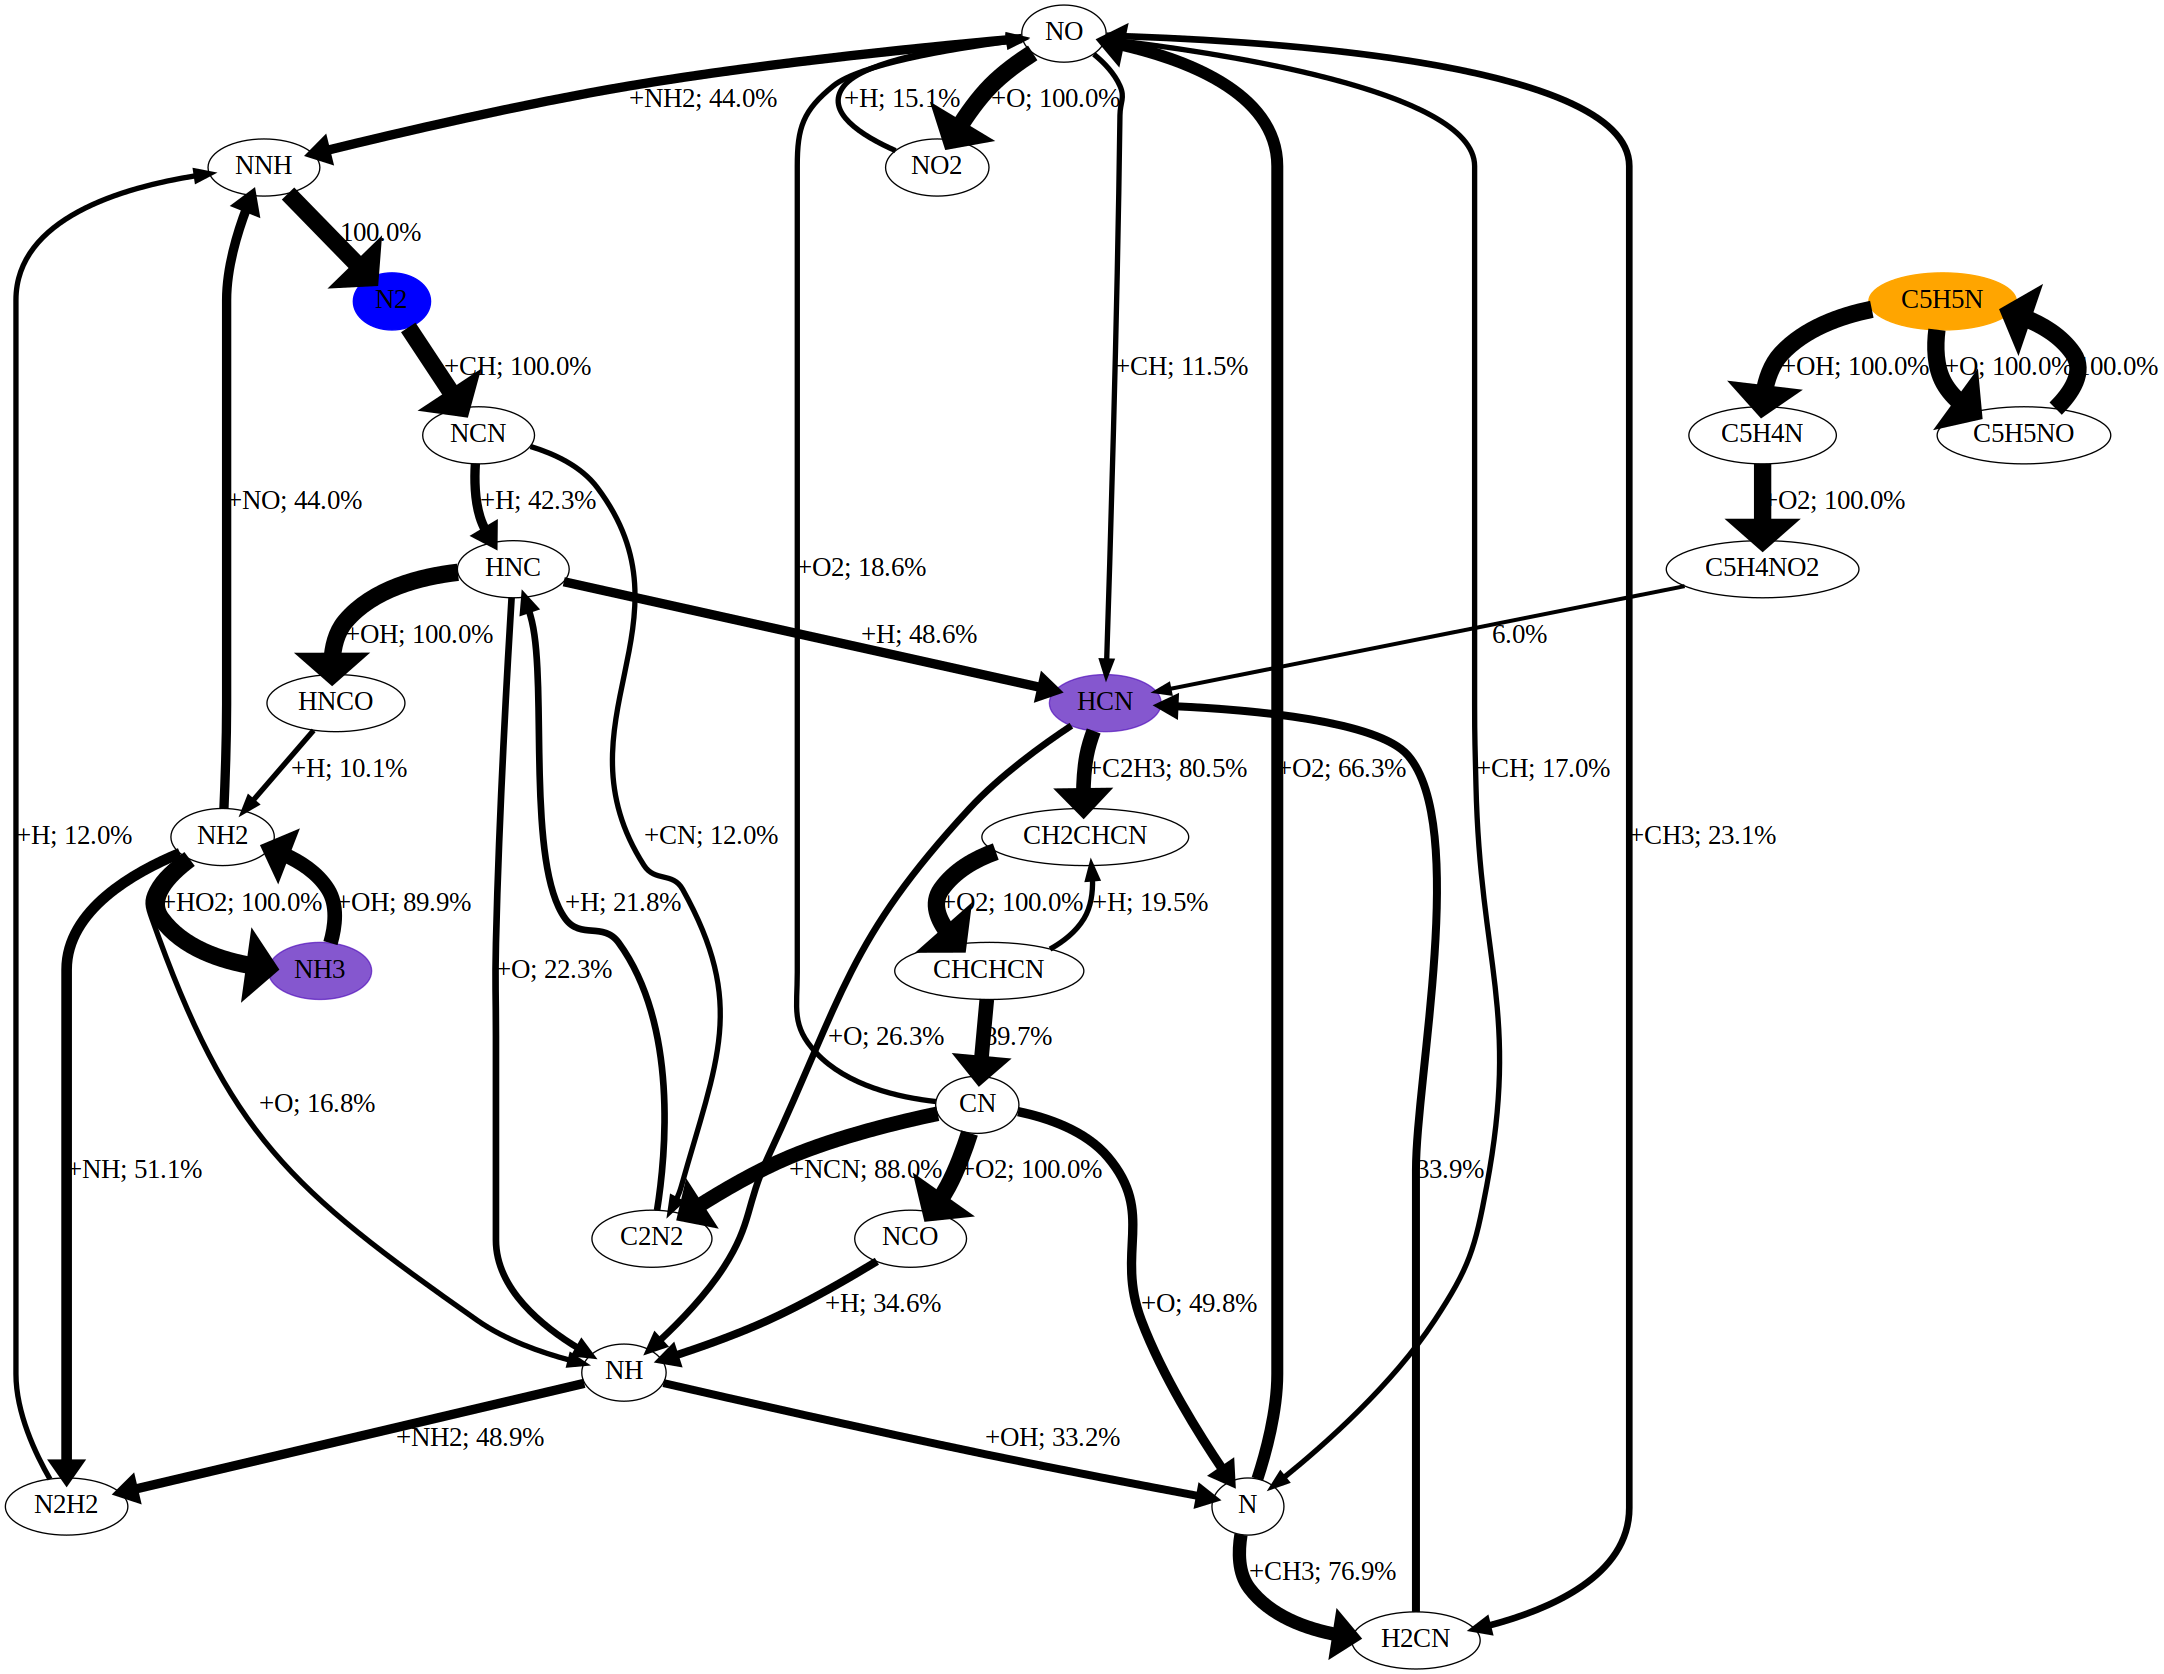 NO
+NH2; 44.0%
+H; 15.1%
+O; 100.0%
NNH
NO2
100.0%
N2
C5H5N
+CH; 100.0%
+CH; 11.5%
+OH; 100.0%
+O; 100.0%
100.0%
NCN
C5H4N
C5H5NO
+NO; 44.0%
+H; 42.3%
+O2; 100.0%
HNC
+O2; 18.6%
C5H4NO2
+OH; 100.0%
+H; 48.6%
6.0%
HNCO
HCN
+H; 10.1%
+C2H3; 80.5%
+O2; 66.3%
+CH; 17.0%
+H; 12.0%
NH2
+CN; 12.0%
CH2CHCN
+CH3; 23.1%
+HO2; 100.0%
+OH; 89.9%
+H; 21.8%
+O2; 100.0%
+H; 19.5%
NH3
+O; 22.3%
CHCHCN
+O; 26.3%
39.7%
+O; 16.8%
CN
+NH; 51.1%
+NCN; 88.0%
+O2; 100.0%
33.9%
C2N2
NCO
+H; 34.6%
+O; 49.8%
NH
+NH2; 48.9%
+OH; 33.2%
N2H2
N
+CH3; 76.9%
H2CN